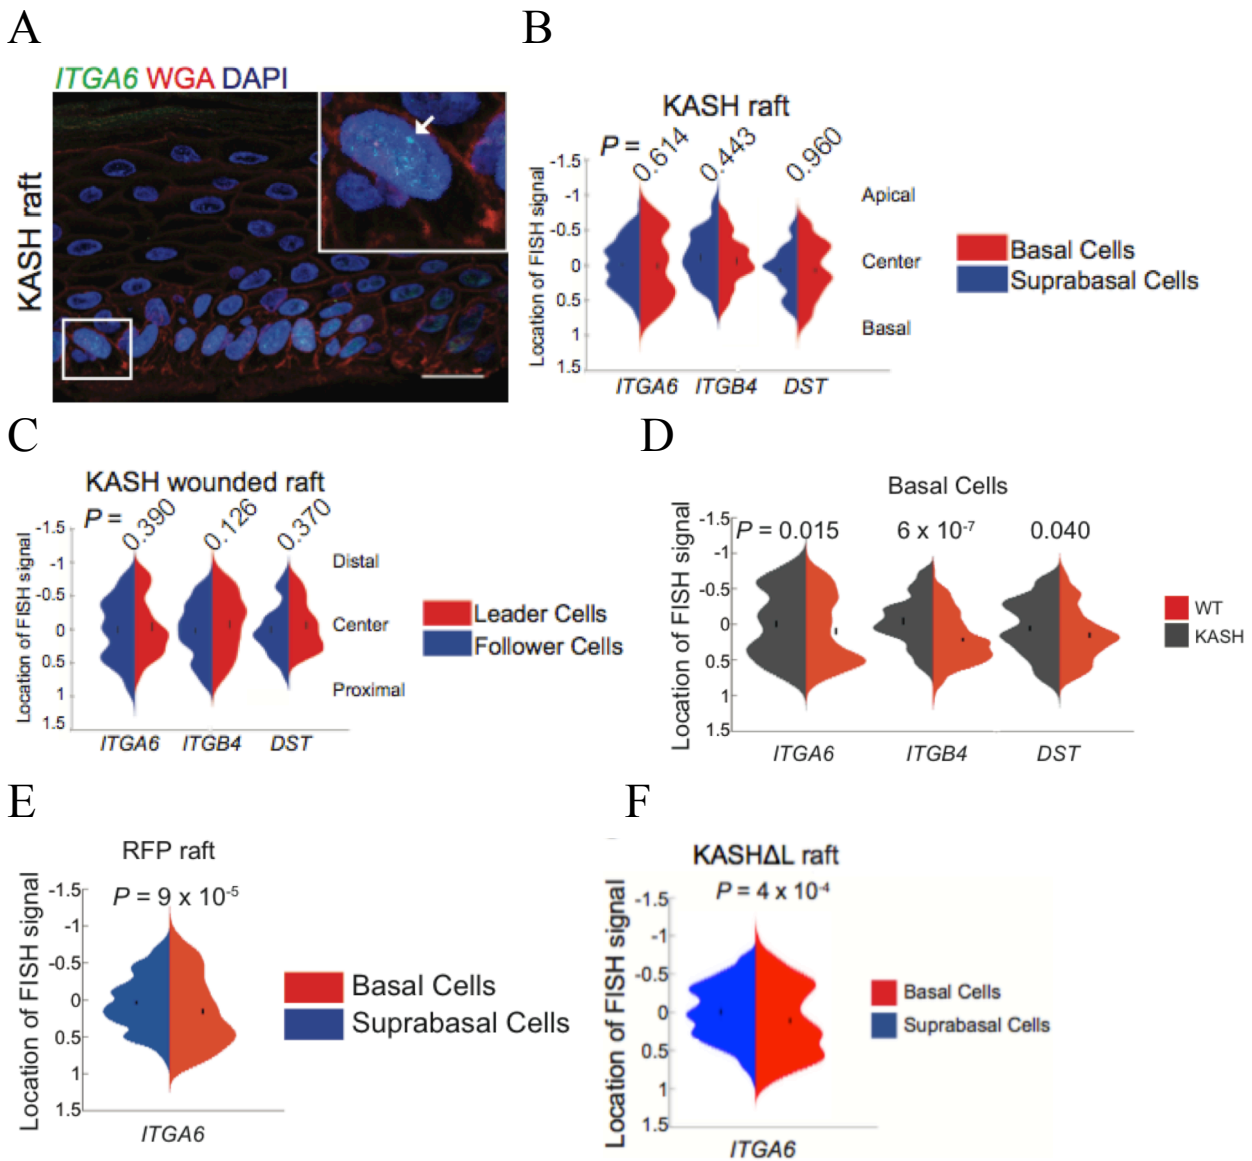 A
ITGA6 WGA DAPI
KASH raft
B
KASH raft
P = 0.614 0.443 0.960
Location of FISH signal
-1.5
-1
-0.5
0
0.5
1
1.5
Apical
Center
Basal
Basal Cells
Suprabasal Cells
ITGA6 ITGB4 DST
C
KASH wounded raft
P = 0.390 0.126 0.370
Location of FISH signal
-1.5
-1
-0.5
0
0.5
1
1.5
Distal
Center
Proximal
Leader Cells
Follower Cells
ITGA6 ITGB4 DST
D
Basal Cells
P = 0.015 6 x 10-7 0.040
Location of FISH signal
-1.5
-1
-0.5
0
0.5
1
1.5
WT
KASH
ITGA6 ITGB4 DST
E
RFP raft
P = 9 x 10-5
Location of FISH signal
-1.5
-1
-0.5
0
0.5
1
1.5
Basal Cells
Suprabasal Cells
ITGA6
F
KASHΔL raft
P = 4 x 10-4
Location of FISH signal
-1.5
-1
-0.5
0
0.5
1
1.5
Basal Cells
Suprabasal Cells
ITGA6